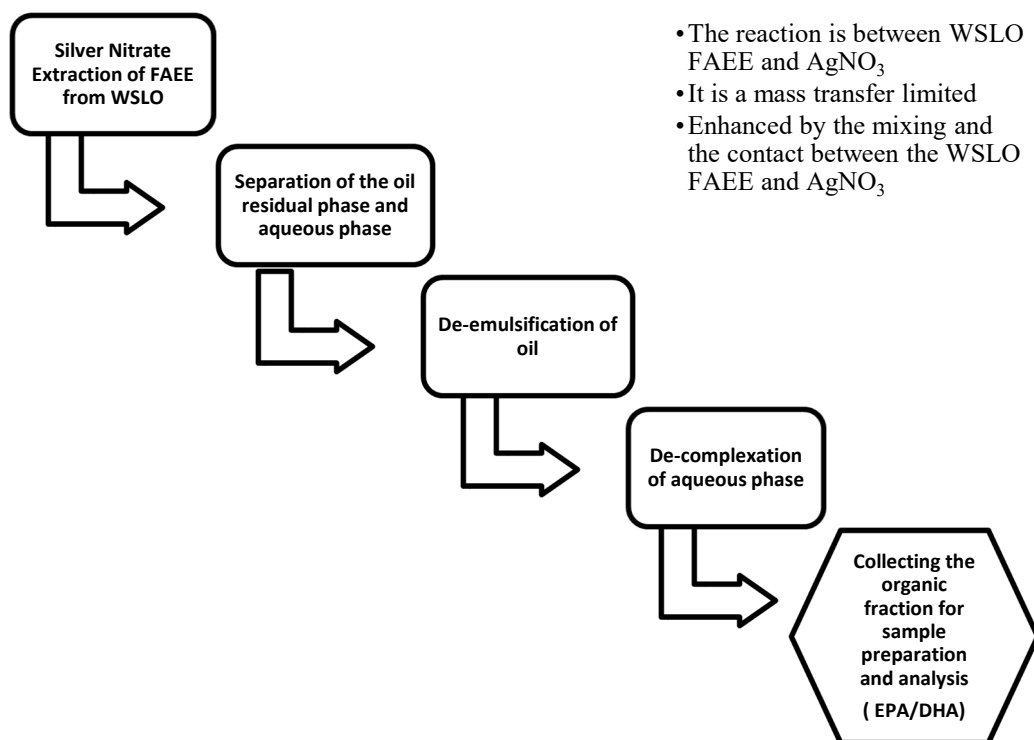 Silver Nitrate
Extraction of FAEE
from WSLO
•The reaction is between WSLO
FAEE and AgNO₃
•It is a mass transfer limited
•Enhanced by the mixing and
the contact between the WSLO
FAEE and AgNO₃
Separation of the oil
residual phase and
aqueous phase
De-emulsification of
oil
De-complexation
of aqueous phase
Collecting the
organic
fraction for
sample
preparation
and analysis
( EPA/DHA)